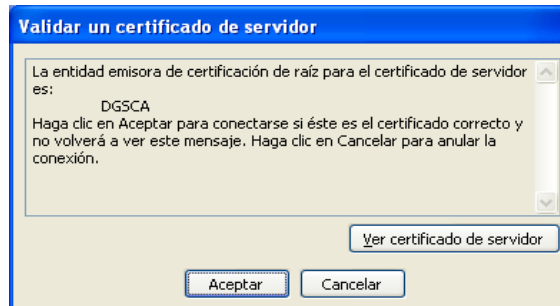 Validar un certificado de servidor
La entidad emisora de certificación de raíz para el certificado de servidor
es:
DGSCA
Haga clic en Aceptar para conectarse si éste es el certificado correcto y
no volverá a ver este mensaje. Haga clic en Cancelar para anular la
conexión.
Ver certificado de servidor
Aceptar
Cancelar